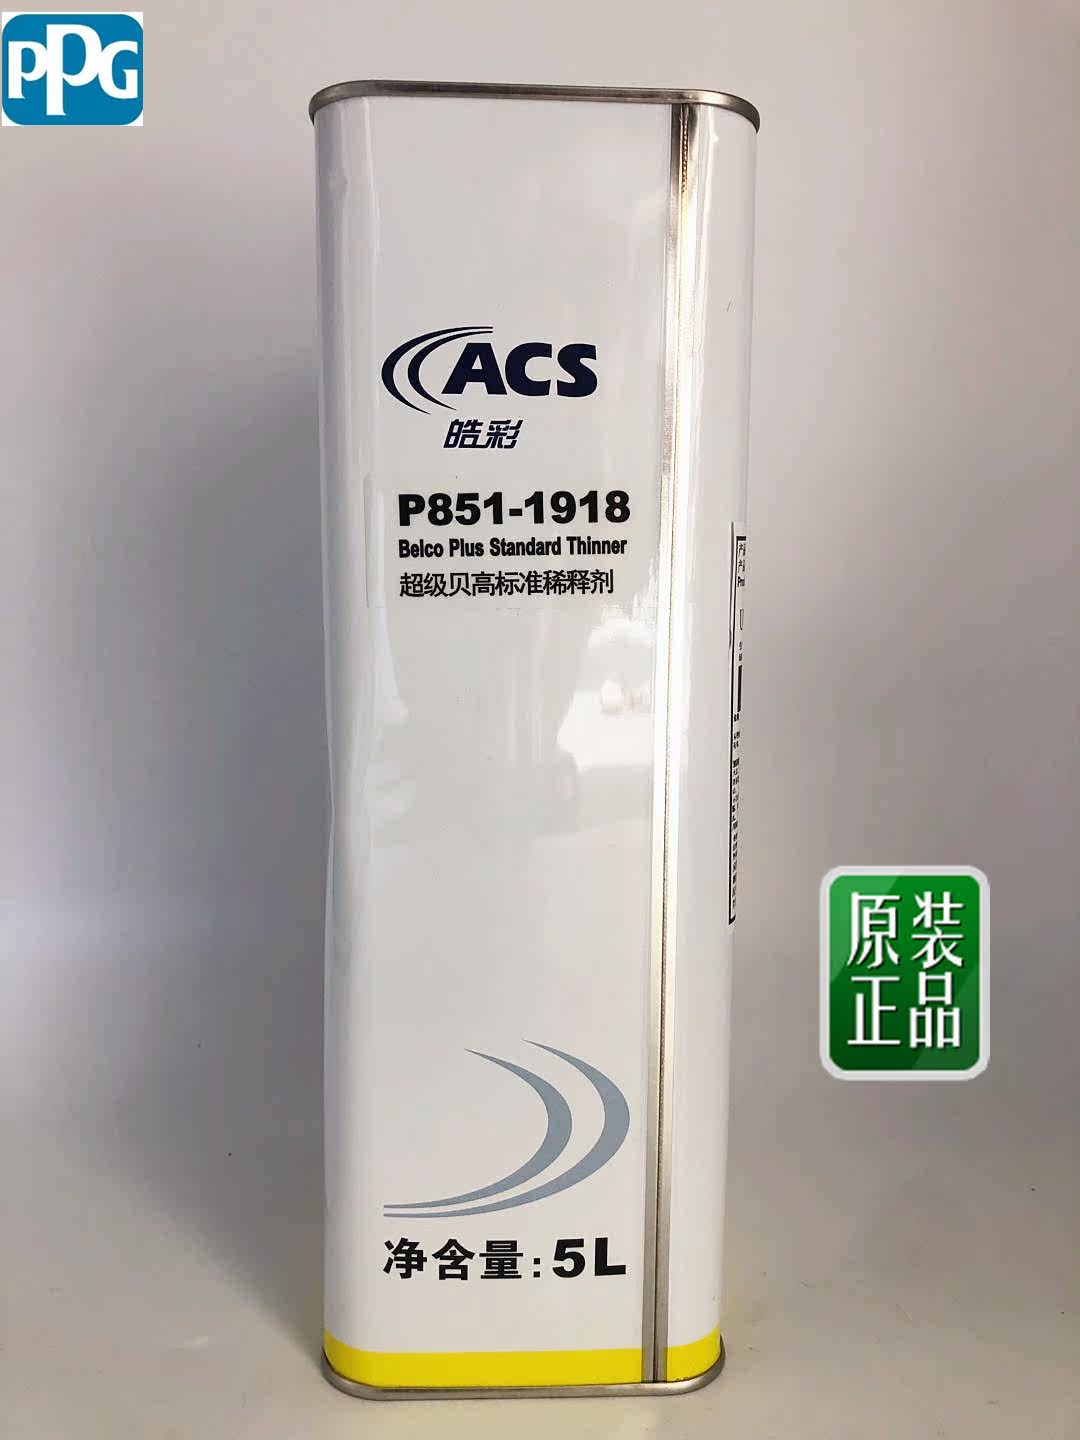 PPG
ACS
皓彩
P851-1918
Belco Plus Standard Thinner
超级贝高标准稀释剂
原装
正品
净含量:5L